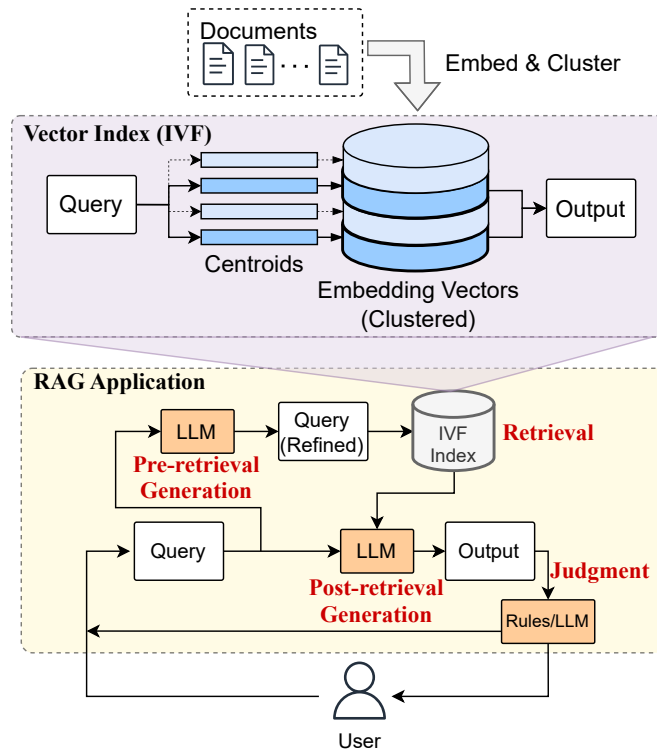 Documents
Embed & Cluster
Vector Index (IVF)
Query
Centroids
Embedding Vectors
(Clustered)
Output
RAG Application
LLM
Query
(Refined)
IVF
Index
Retrieval
Pre-retrieval
Generation
Query
LLM
Output
Judgment
Post-retrieval
Generation
Rules/LLM
User